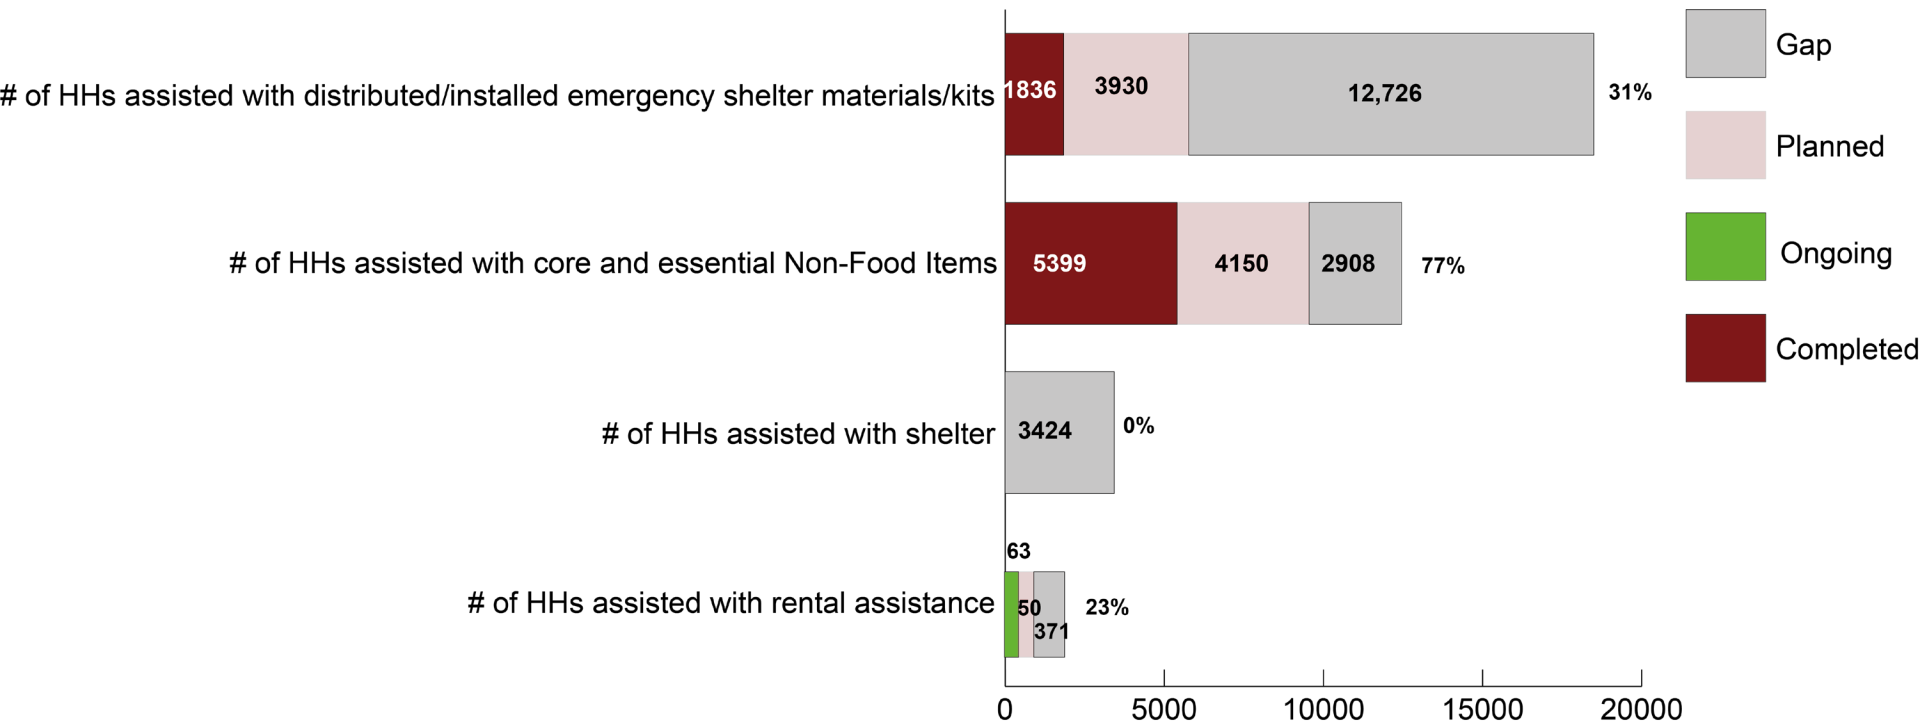 # of HHs assisted with distributed/installed emergency shelter materials/kits
1836
3930
12,726
31%
# of HHs assisted with core and essential Non-Food Items
5399
4150
2908
77%
# of HHs assisted with shelter
3424
0%
# of HHs assisted with rental assistance
63
50
371
23%
0
5000
10000
15000
20000
Gap
Planned
Ongoing
Completed